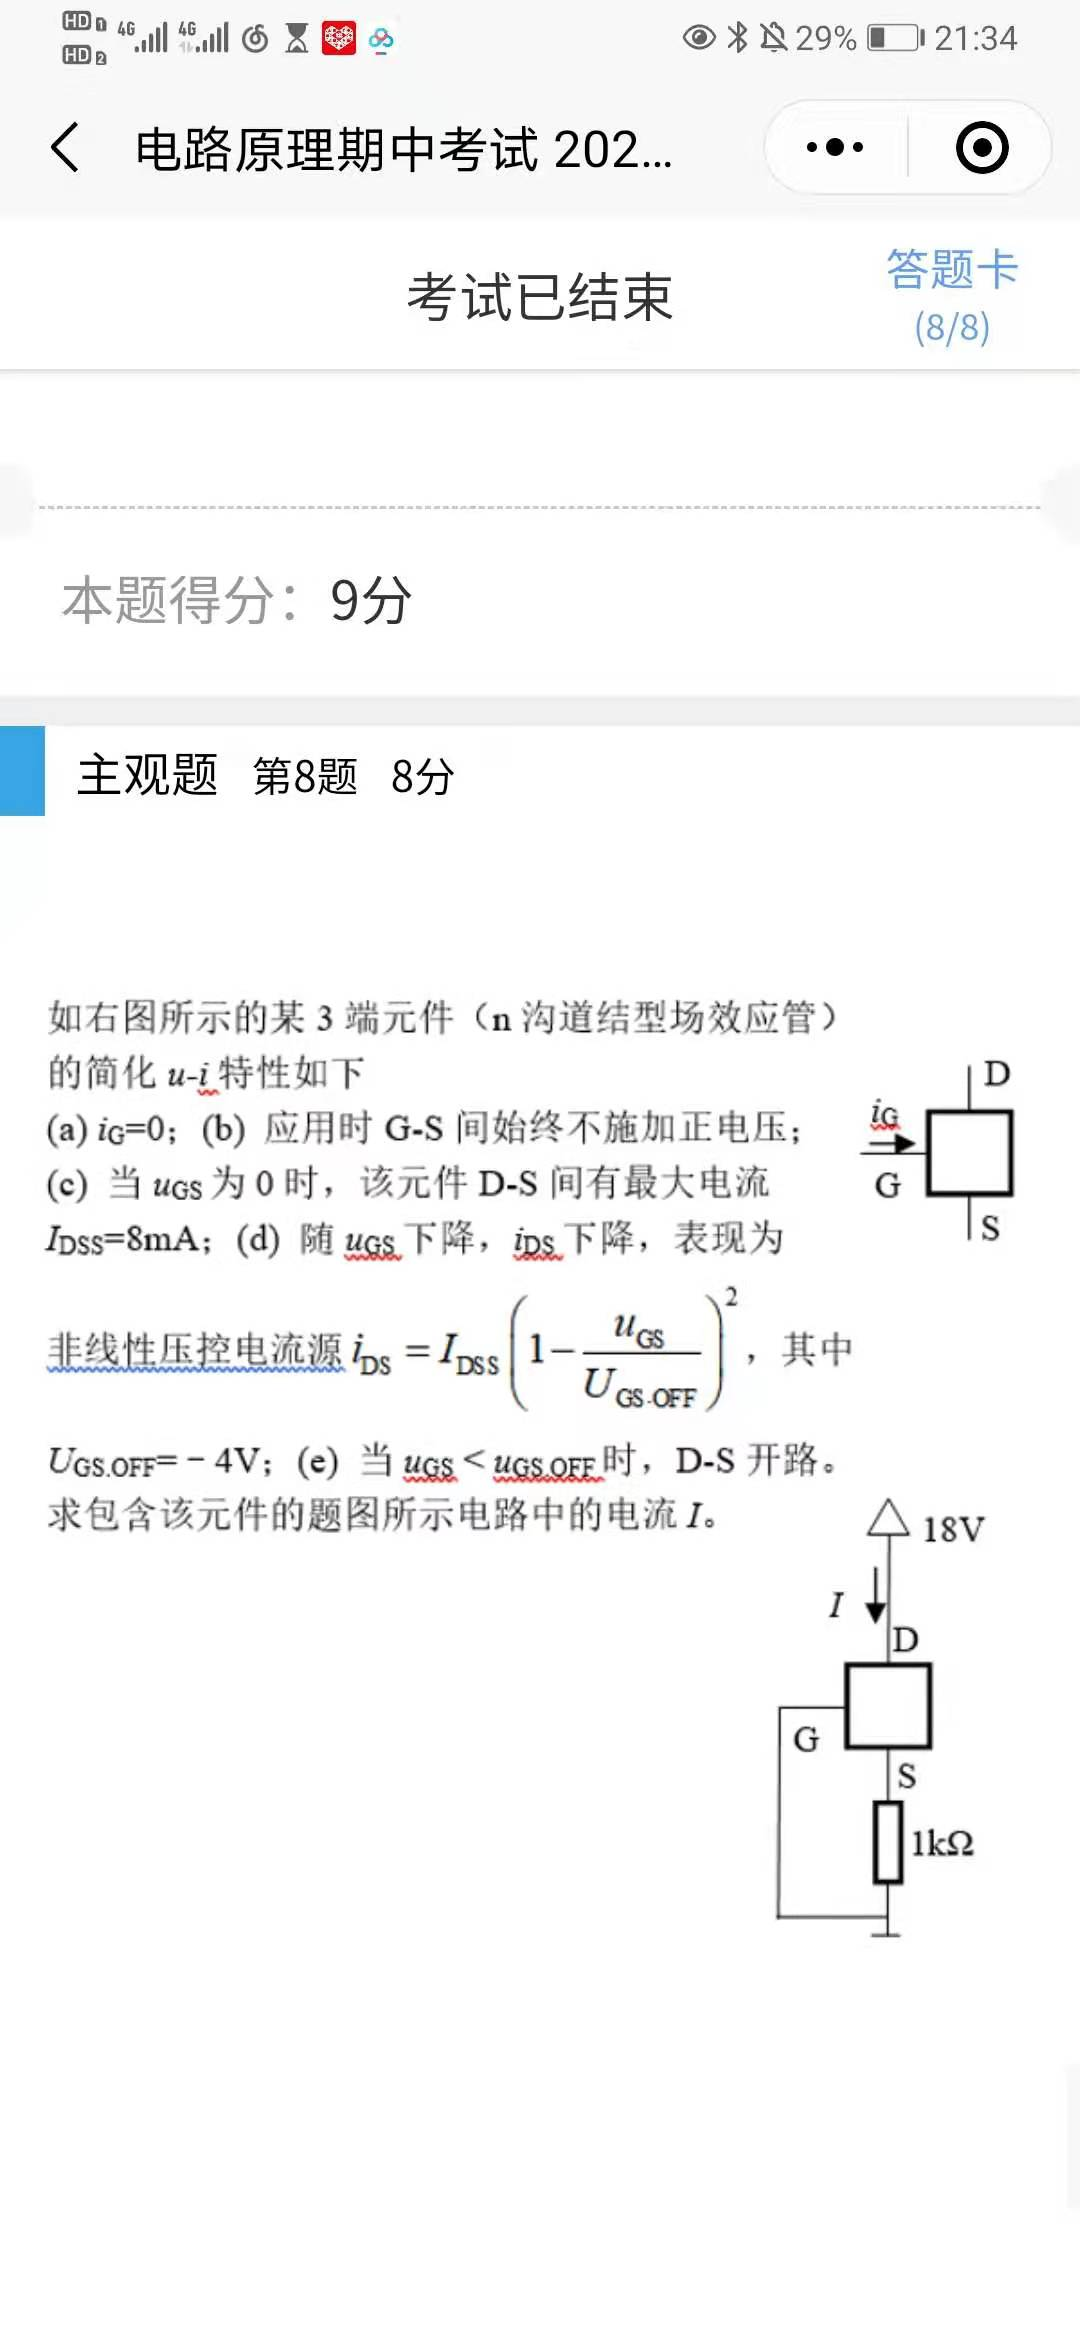 HD 1 4G 4G 29% 21:34
HD 2
电路原理期中考试 202...
考试已结束
答题卡
(8/8)
本题得分：9分
主观题 第8题 8分
如右图所示的某 3 端元件（n 沟道结型场效应管）
的简化 u-i 特性如下
(a) iG=0；(b) 应用时 G-S 间始终不施加正电压；
(c) 当 uGS 为 0 时，该元件 D-S 间有最大电流
IDSS=8mA；(d) 随 uGS 下降，iDS 下降，表现为
非线性压控电流源 iDS = IDSS (1− uGS / UGS.OFF)²，其中
UGS.OFF=－4V；(e) 当 uGS < uGS.OFF 时，D-S 开路。
求包含该元件的题图所示电路中的电流 I。
D
iG
G
S
18V
I
D
G
S
1kΩ